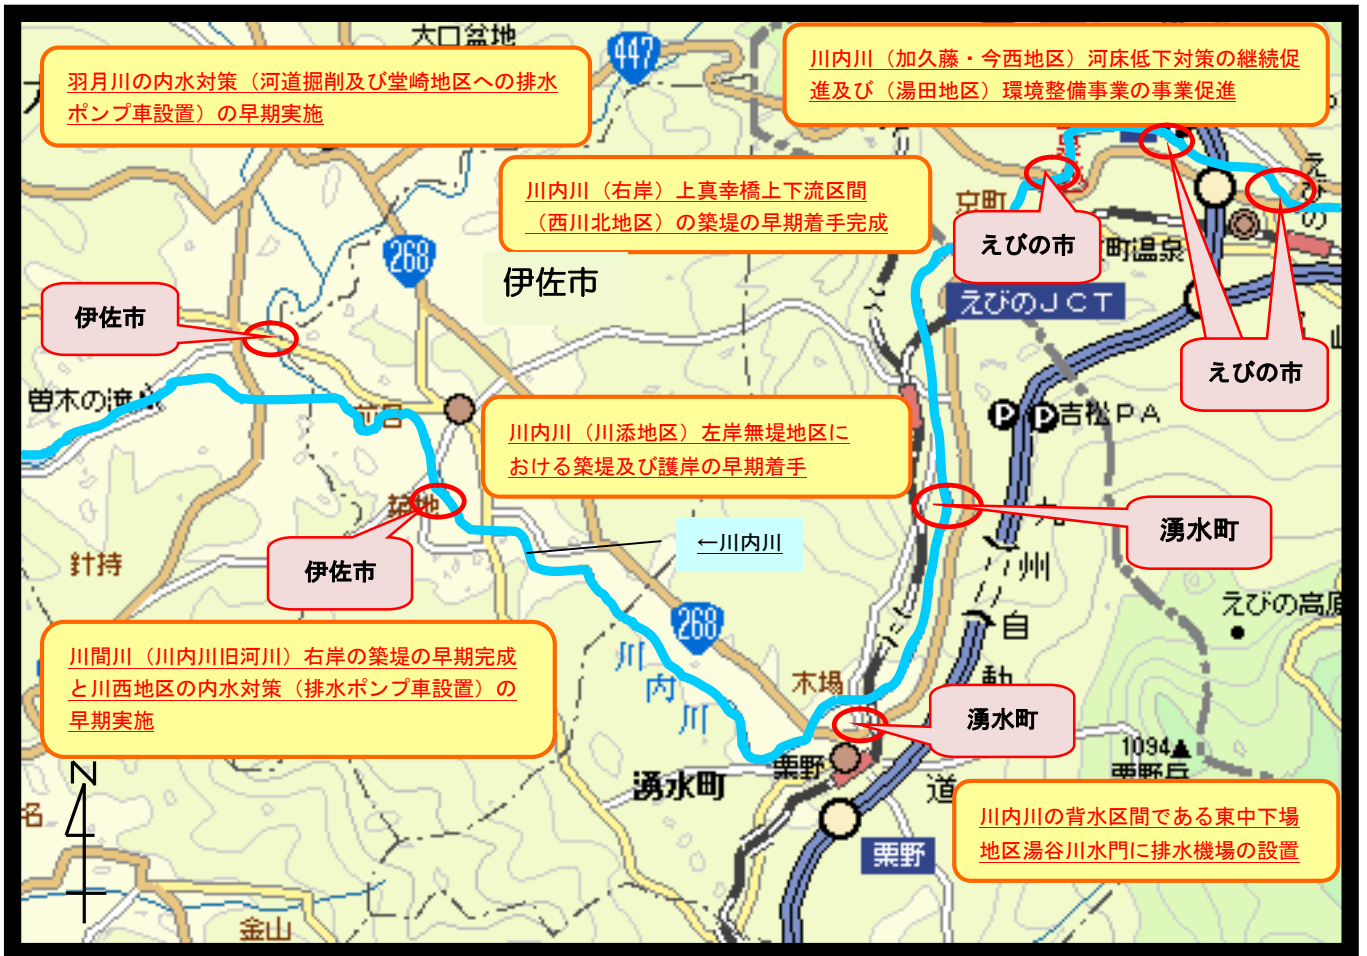 大口盆地
447
羽月川の内水対策（河道掘削及び堂崎地区への排水
ポンプ車設置）の早期実施
川内川（加久藤・今西地区）河床低下対策の継続促
進及び（湯田地区）環境整備事業の事業促進
川内川（右岸）上真幸橋上下流区間
（西川北地区）の築堤の早期着手完成
京町
えびの
えびの市
町温泉
268
伊佐市
伊佐市
えびのＪＣＴ
えびの市
曽木の滝
前目
川内川（川添地区）左岸無堤地区に
おける築堤及び護岸の早期着手
P
P
吉松ＰＡ
築地
九
州
自
動
道
湧水町
←川内川
伊佐市
針持
268
えびの高原
川間川（川内川旧河川）右岸の築堤の早期完成
と川西地区の内水対策（排水ポンプ車設置）の
早期実施
川
内
川
木場
湧水町
1094▲
栗野岳
栗野
湧水町
N
名
川内川の背水区間である東中下場
地区湯谷川水門に排水機場の設置
栗野
金山